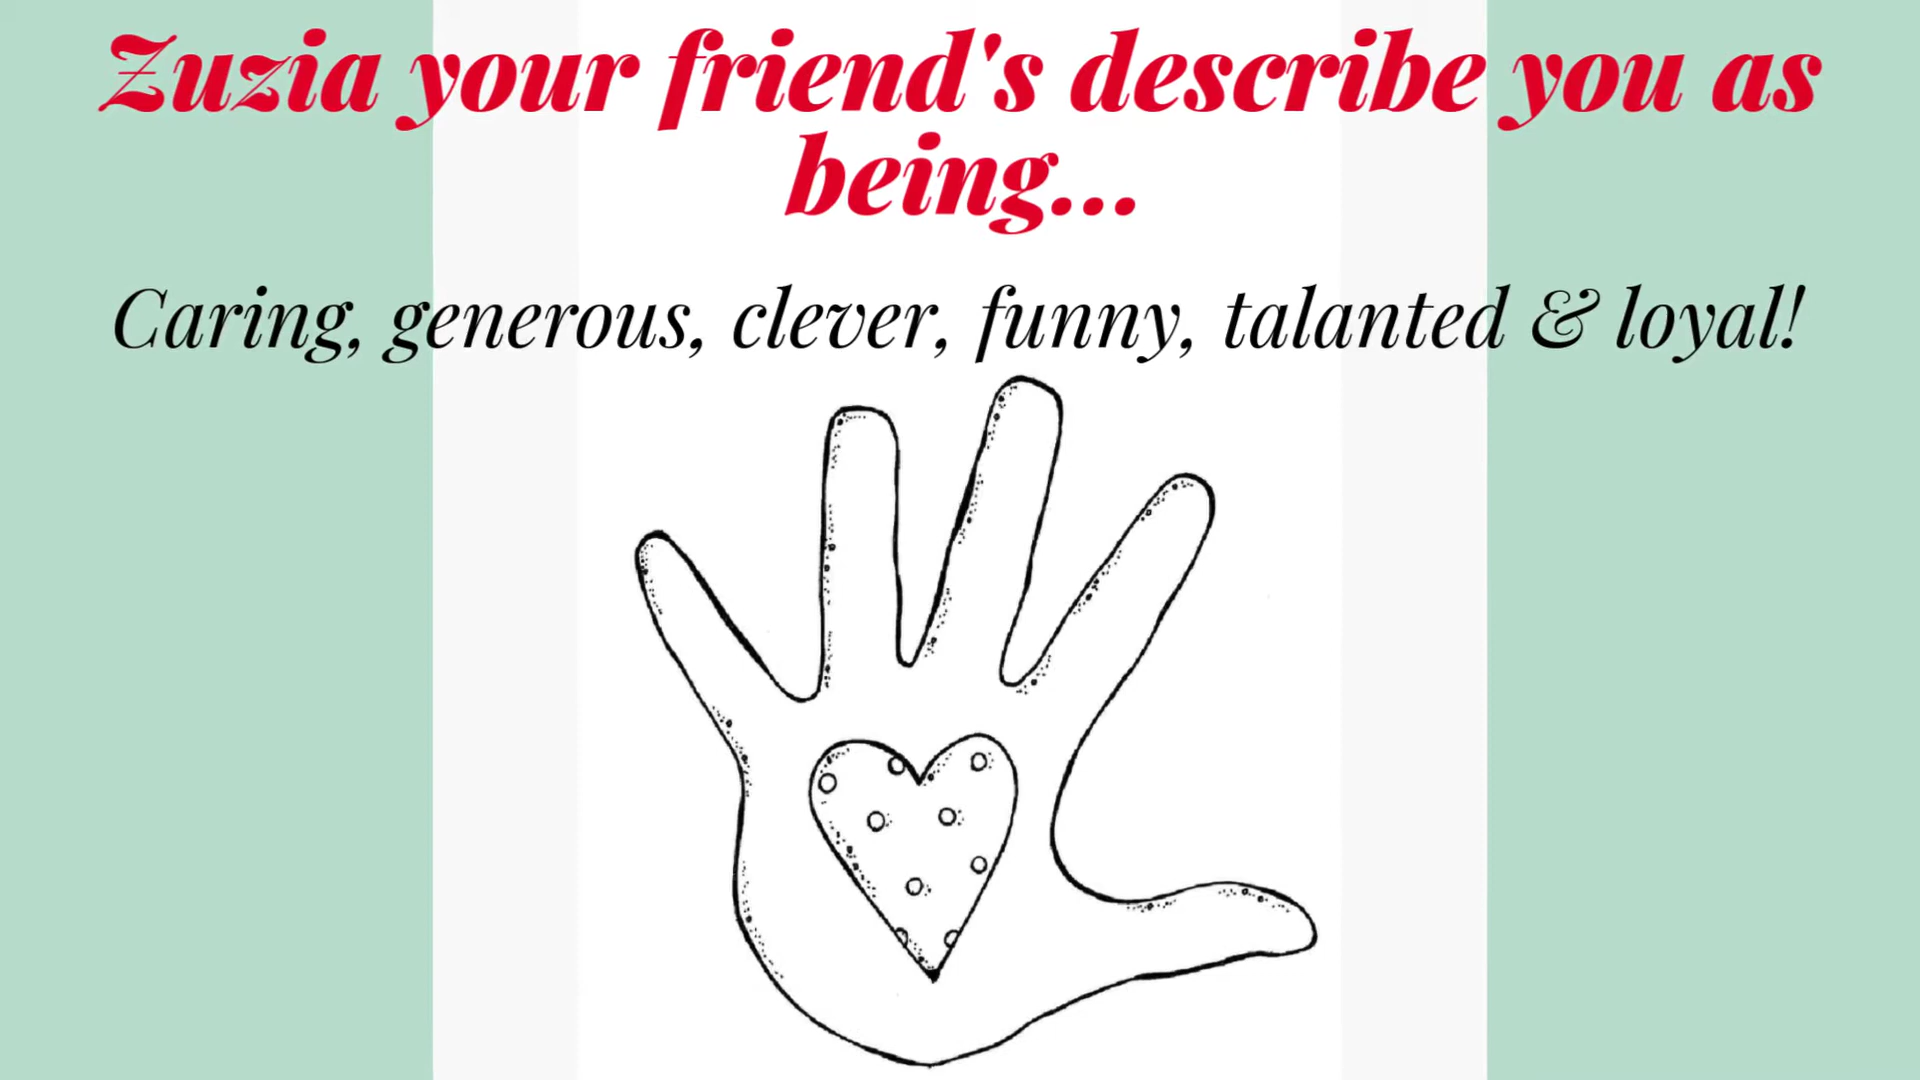 Zuzia your friend's describe you as
being...
Caring, generous, clever, funny, talanted & loyal!